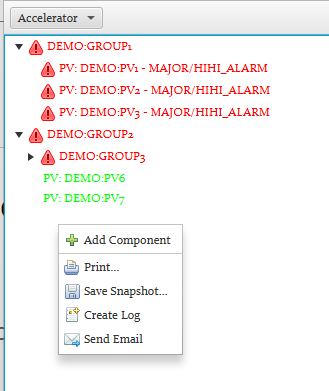 Accelerator
DEMO:GROUP1
PV: DEMO:PV1 - MAJOR/HIHI_ALARM
PV: DEMO:PV2 - MAJOR/HIHI_ALARM
PV: DEMO:PV3 - MAJOR/HIHI_ALARM
DEMO:GROUP2
DEMO:GROUP3
PV: DEMO:PV6
PV: DEMO:PV7
Add Component
Print...
Save Snapshot...
Create Log
Send Email